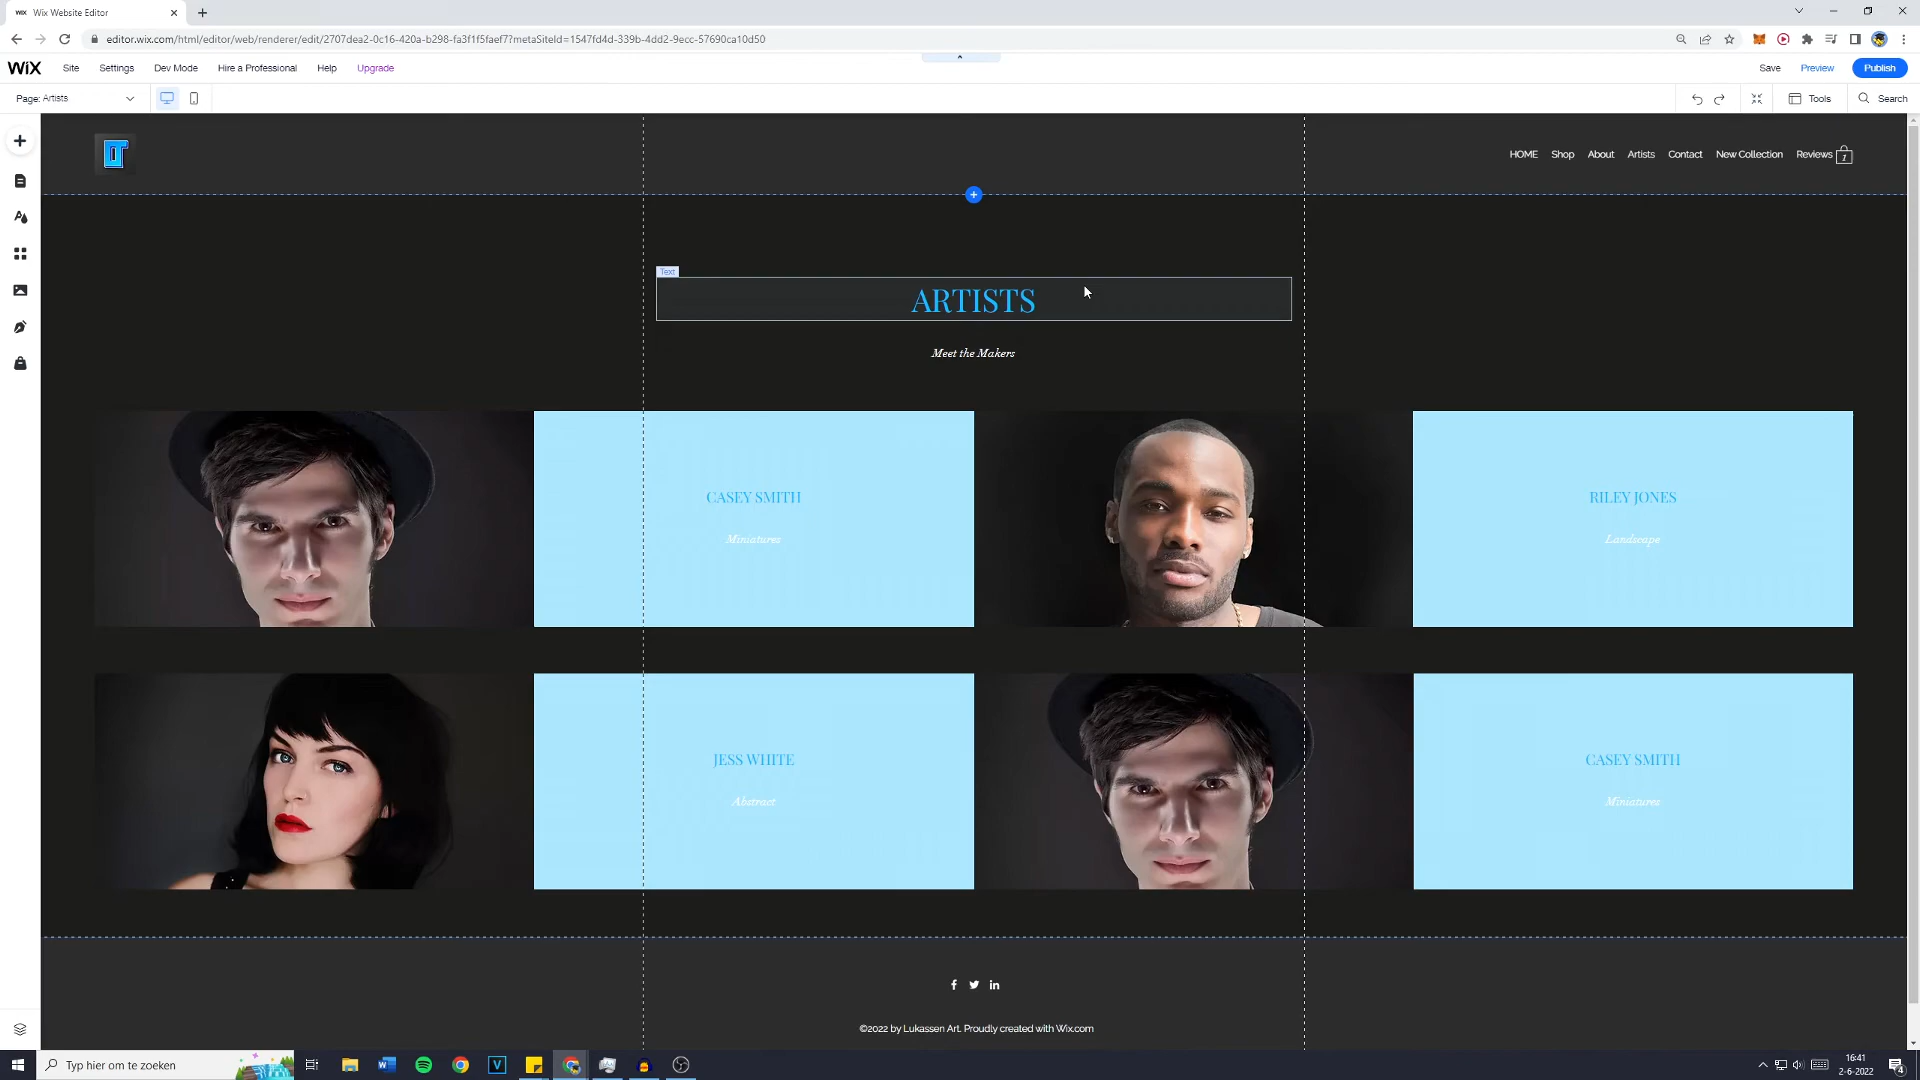 WiX Wix Website Editor
editor.wix.com/html/editor/web/renderer/edit/2707dea2-0c16-420a-b298-fa3f1f5faef7?metaSiteId=1547fd4d-339b-4dd2-9ecc-57690ca10d50
WiX Site Settings Dev Mode Hire a Professional Help Upgrade Save Preview Publish
Page: Artists Tools Search
HOME Shop About Artists Contact New Collection Reviews 1
Text
ARTISTS
Meet the Makers
CASEY SMITH RILEY JONES
Miniatures Landscape
JESS WHITE CASEY SMITH
Abstract Miniatures
f in
©2022 by Lukassen Art. Proudly created with Wix.com
Typ hier om te zoeken
16:41
2-6-2022
4